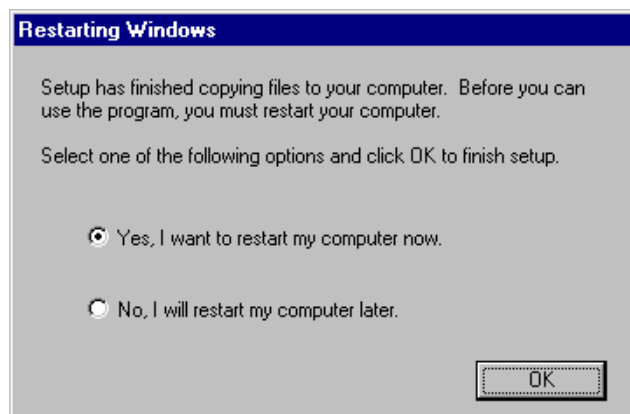 Restarting Windows
Setup has finished copying files to your computer.  Before you can
use the program, you must restart your computer.
Select one of the following options and click OK to finish setup.
Yes, I want to restart my computer now.
No, I will restart my computer later.
OK